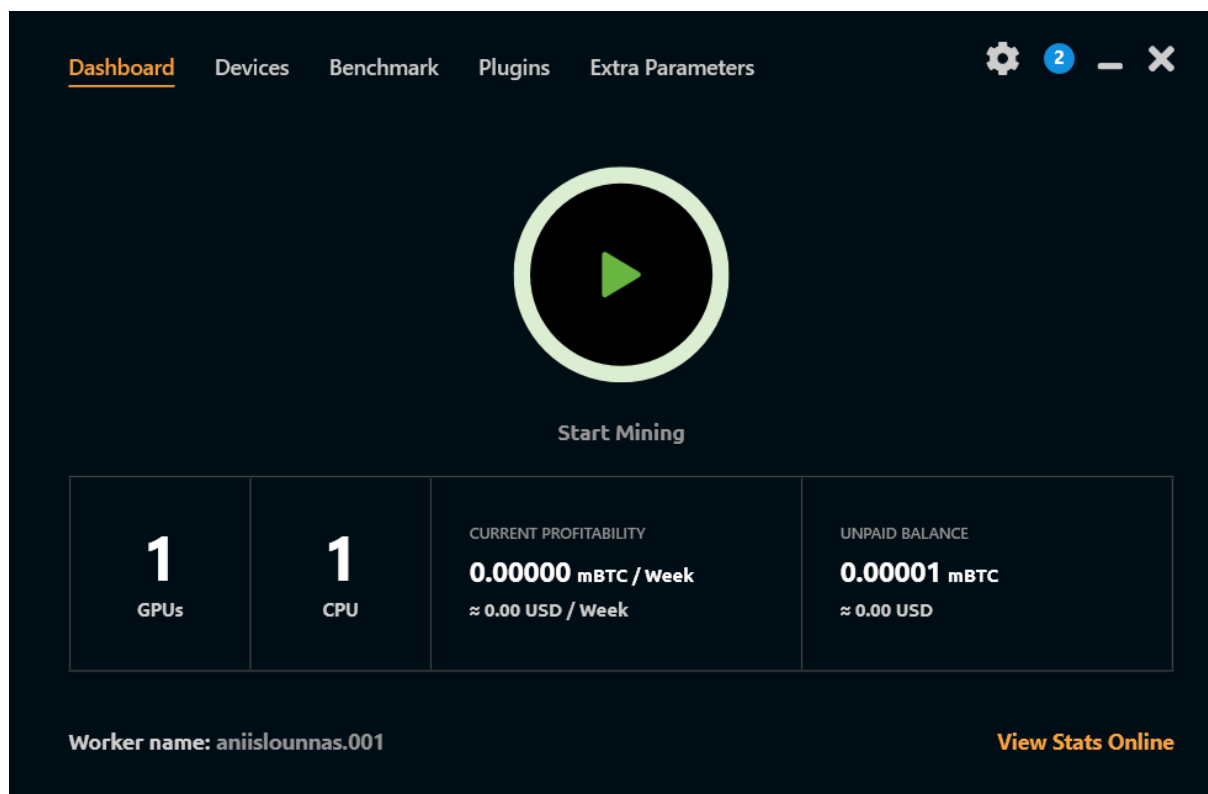 Dashboard Devices Benchmark Plugins Extra Parameters 2
Start Mining
1
GPUs
1
CPU
CURRENT PROFITABILITY
0.00000 mBTC / Week
≈ 0.00 USD / Week
UNPAID BALANCE
0.00001 mBTC
≈ 0.00 USD
Worker name: aniislounnas.001
View Stats Online